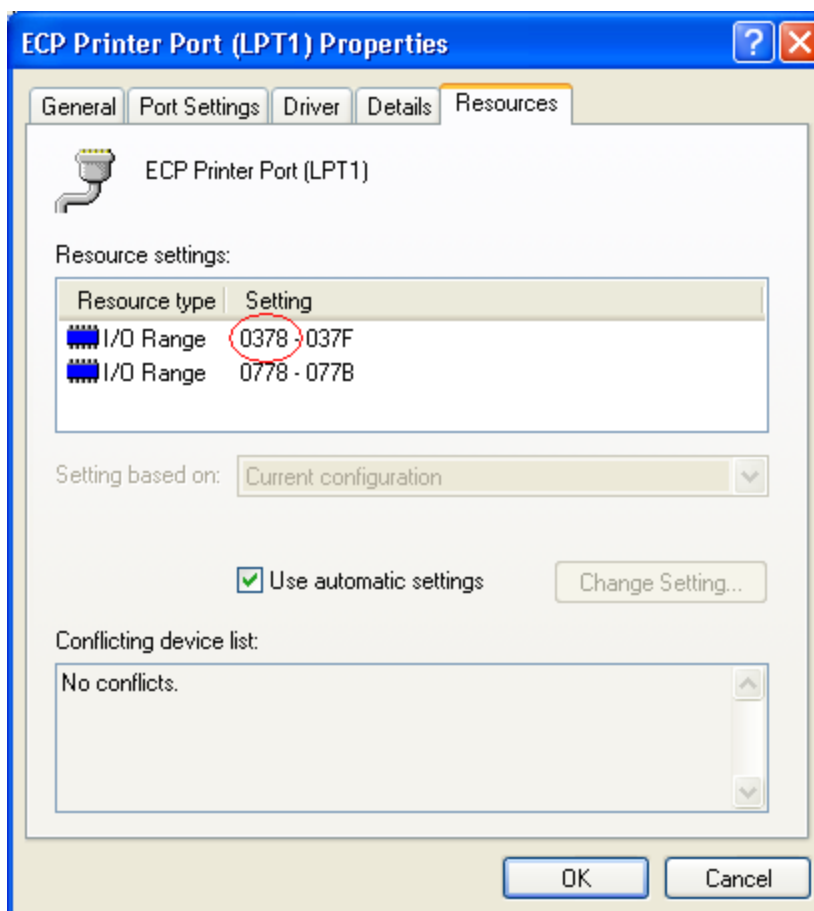 ECP Printer Port (LPT1) Properties
General Port Settings Driver Details Resources
ECP Printer Port (LPT1)
Resource settings:
Resource type Setting
I/O Range 0378 - 037F
I/O Range 0778 - 077B
Setting based on: Current configuration
Use automatic settings Change Setting...
Conflicting device list:
No conflicts.
OK Cancel